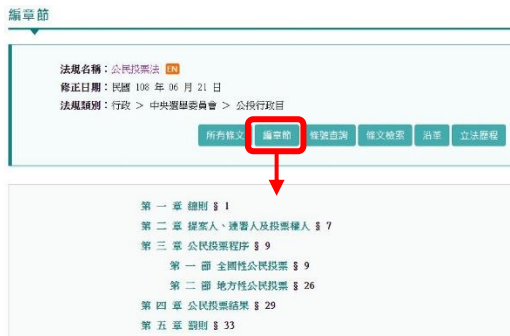 編章節
法規名稱：公民投票法 EN
修正日期：民國 108 年 06 月 21 日
法規類別：行政 > 中央選舉委員會 > 公投行政目
所有條文 編章節 條號查詢 條文檢索 沿革 立法歷程
第 一 章 總則 § 1
第 二 章 提案人、連署人及投票權人 § 7
第 三 章 公民投票程序 § 9
第 一 節 全國性公民投票 § 9
第 二 節 地方性公民投票 § 26
第 四 章 公民投票結果 § 29
第 五 章 罰則 § 33